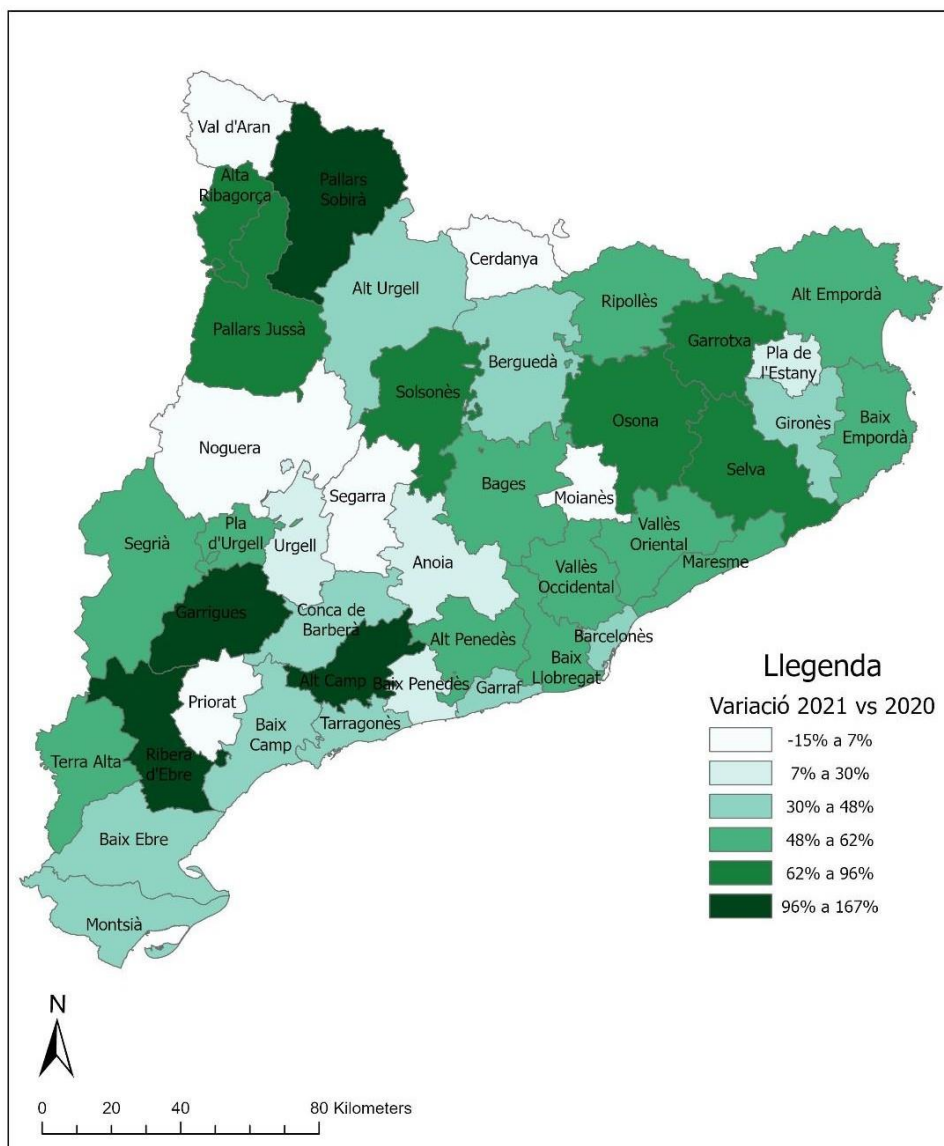 Val d'Aran
Alta
Ribagorça
Pallars
Sobirà
Cerdanya
Alt Urgell
Ripollès
Alt Empordà
Pallars Jussà
Garrotxa
Pla de
l'Estany
Berguedà
Solsonès
Osona
Gironès
Baix
Empordà
Noguera
Selva
Segarra
Bages
Moianès
Segrià
Pla
d'Urgell
Urgell
Anoia
Vallès
Oriental
Maresme
Vallès
Occidental
Garrigues
Conca de
Barberà
Alt Penedès
Barcelonès
Baix
Llobregat
Alt Camp
Baix Penedès
Garraf
Priorat
Baix
Camp
Tarragonès
Terra Alta
Ribera
d'Ebre
Baix Ebre
Montsià
Llegenda
Variació 2021 vs 2020
-15% a 7%
7% a 30%
30% a 48%
48% a 62%
62% a 96%
96% a 167%
N
0 20 40 80 Kilometers